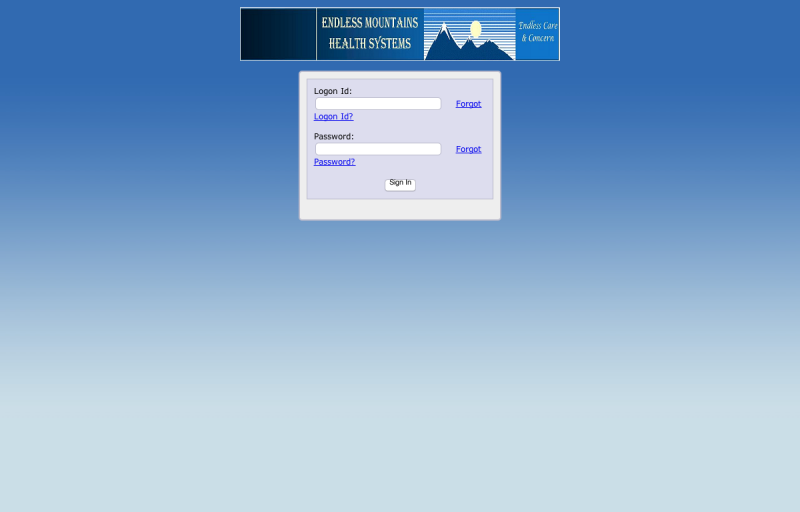 ENDLESS MOUNTAINS
HEALTH SYSTEMS
Endless Care
& Concern
Logon Id:
Forgot
Logon Id?
Password:
Forgot
Password?
Sign In